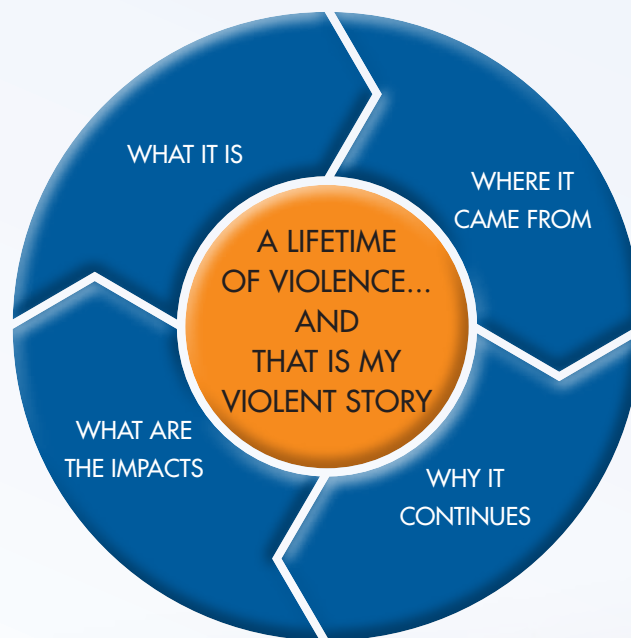 WHAT IT IS
WHERE IT
CAME FROM
A LIFETIME
OF VIOLENCE...
AND
THAT IS MY
VIOLENT STORY
WHAT ARE
THE IMPACTS
WHY IT
CONTINUES